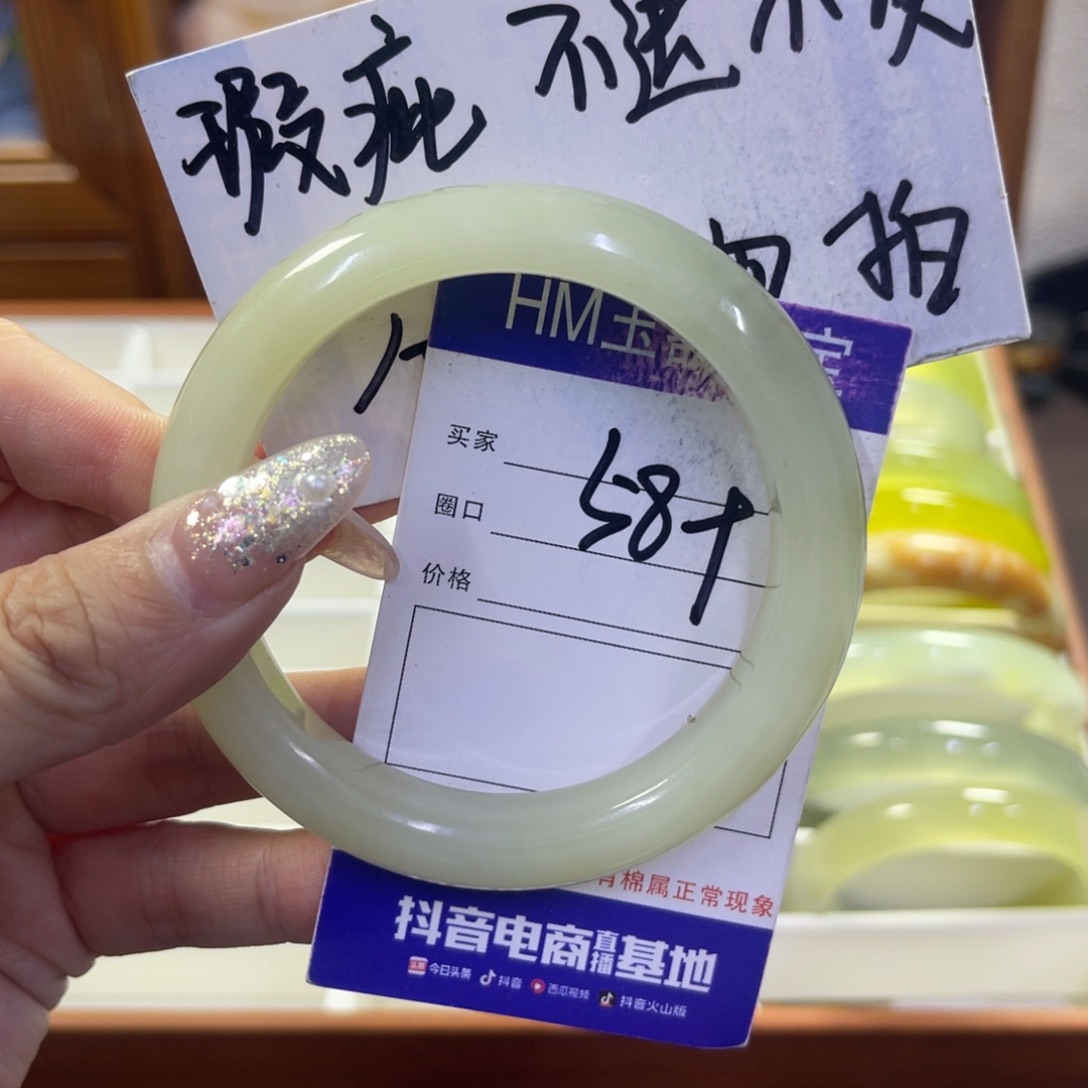 瑕疵 不退不换
拍
HM玉
买家
圈口
58+
价格
有棉属正常现象
抖音电商直播基地
今日头条 抖音 西瓜视频 抖音火山版